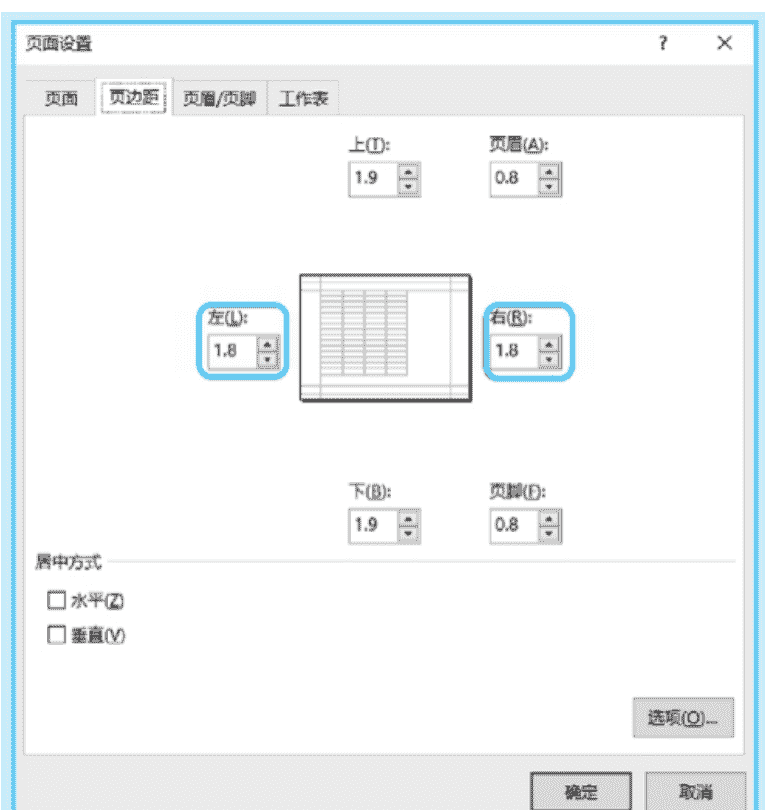 页面设置 ? ×
页面 页边距 页眉/页脚 工作表
上(T): 页眉(A):
1.9 0.8
左(L): 右(R):
1.8 1.8
下(B): 页脚(F):
1.9 0.8
居中方式
水平(Z)
垂直(V)
选项(O)...
确定 取消